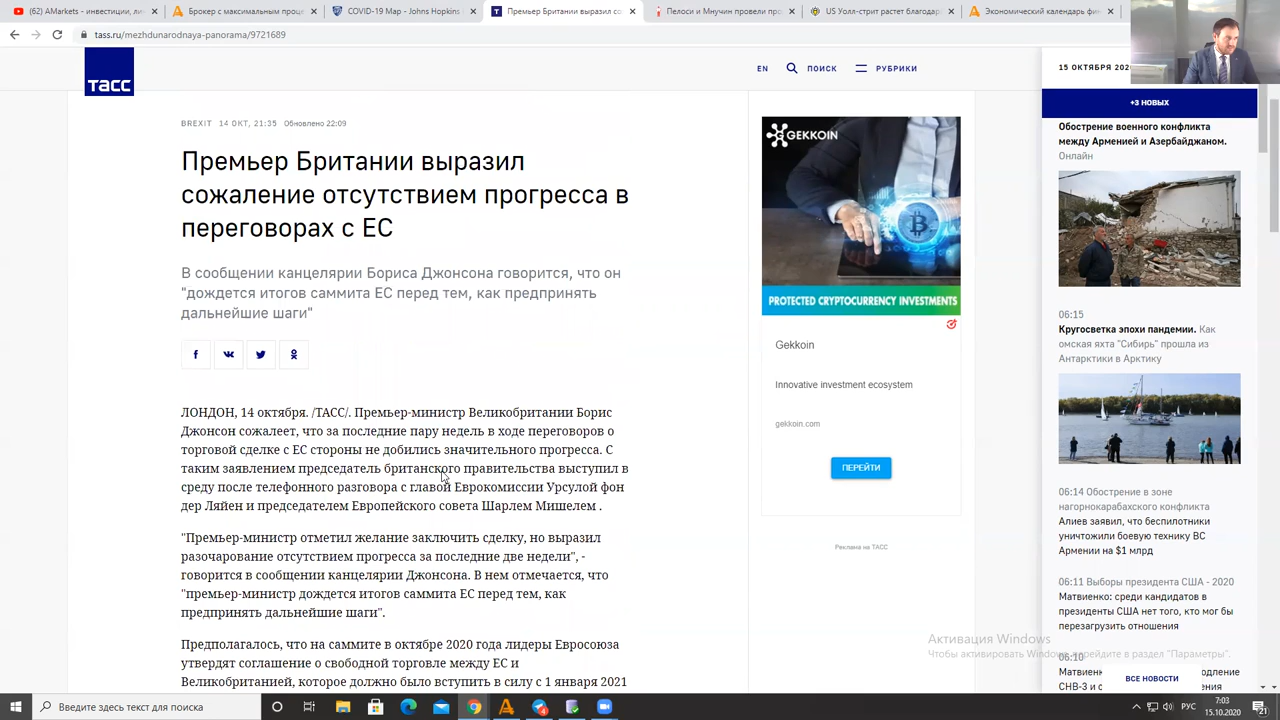 (62) AMarkets - инвестиции, ли
Брокер с максимальным проце
COVID-19 Map - Johns Hopkins
Премьер Британии выразил со
Пелоси и Мнучин провели про
US Уолл-стрит растет благодар
Экономический календарь фин
tass.ru/mezhdunarodnaya-panorama/9721689
ТАСС
EN
ПОИСК
РУБРИКИ
15 ОКТЯБРЯ 202
+3 НОВЫХ
BREXIT 14 ОКТ, 21:35 Обновлено 22:09
Премьер Британии выразил
сожаление отсутствием прогресса в
переговорах с ЕС
В сообщении канцелярии Бориса Джонсона говорится, что он
"дождется итогов саммита ЕС перед тем, как предпринять
дальнейшие шаги"
ЛОНДОН, 14 октября. /ТАСС/. Премьер-министр Великобритании Борис
Джонсон сожалеет, что за последние пару недель в ходе переговоров о
торговой сделке с ЕС стороны не добились значительного прогресса. С
таким заявлением председатель британского правительства выступил в
среду после телефонного разговора с главой Еврокомиссии Урсулой фон
дер Ляйен и председателем Европейского совета Шарлем Мишелем .
"Премьер-министр отметил желание заключить сделку, но выразил
разочарование отсутствием прогресса за последние две недели", -
говорится в сообщении канцелярии Джонсона. В нем отмечается, что
"премьер-министр дождется итогов саммита ЕС перед тем, как
предпринять дальнейшие шаги".
Предполагалось, что на саммите в октябре 2020 года лидеры Евросоюза
утвердят соглашение о свободной торговле между ЕС и
Великобританией, которое должно было вступить в силу с 1 января 2021
GEKKOIN
PROTECTED CRYPTOCURRENCY INVESTMENTS
Gekkoin
Innovative investment ecosystem
gekkoin.com
ПЕРЕЙТИ
Реклама на ТАСС
Обострение военного конфликта
между Арменией и Азербайджаном.
Онлайн
06:15
Кругосветка эпохи пандемии. Как
омская яхта "Сибирь" прошла из
Антарктики в Арктику
06:14 Обострение в зоне
нагорнокарабахского конфликта
Алиев заявил, что беспилотники
уничтожили боевую технику ВС
Армении на $1 млрд
06:11 Выборы президента США - 2020
Матвиенко: среди кандидатов в
президенты США нет того, кто мог бы
перезагрузить отношения
06:10
Активация Windows
Чтобы активировать Windows, перейдите в раздел "Параметры".
ВСЕ НОВОСТИ
Введите здесь текст для поиска
РУС
7:03
15.10.2020
21